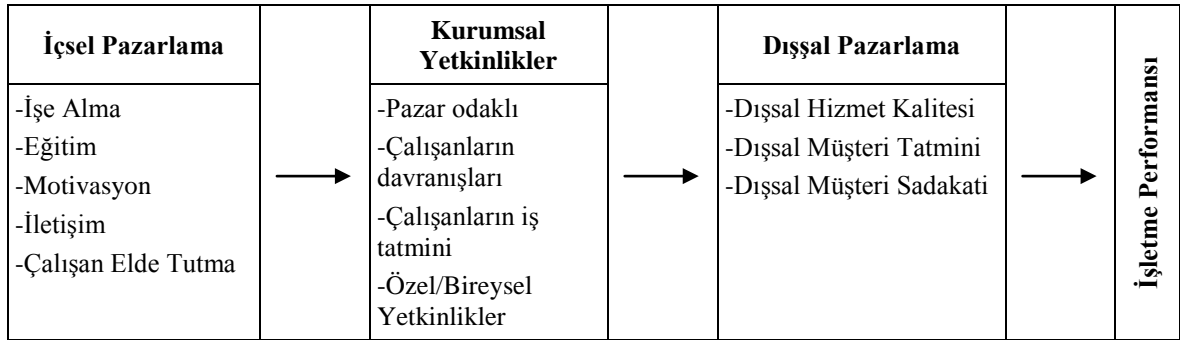 İçsel Pazarlama
-İşe Alma
-Eğitim
-Motivasyon
-İletişim
-Çalışan Elde Tutma
Kurumsal
Yetkinlikler
-Pazar odaklı
-Çalışanların
davranışları
-Çalışanların iş
tatmini
-Özel/Bireysel
Yetkinlikler
Dışşal Pazarlama
-Dışsal Hizmet Kalitesi
-Dışsal Müşteri Tatmini
-Dışsal Müşteri Sadakati
İşletme Performansı